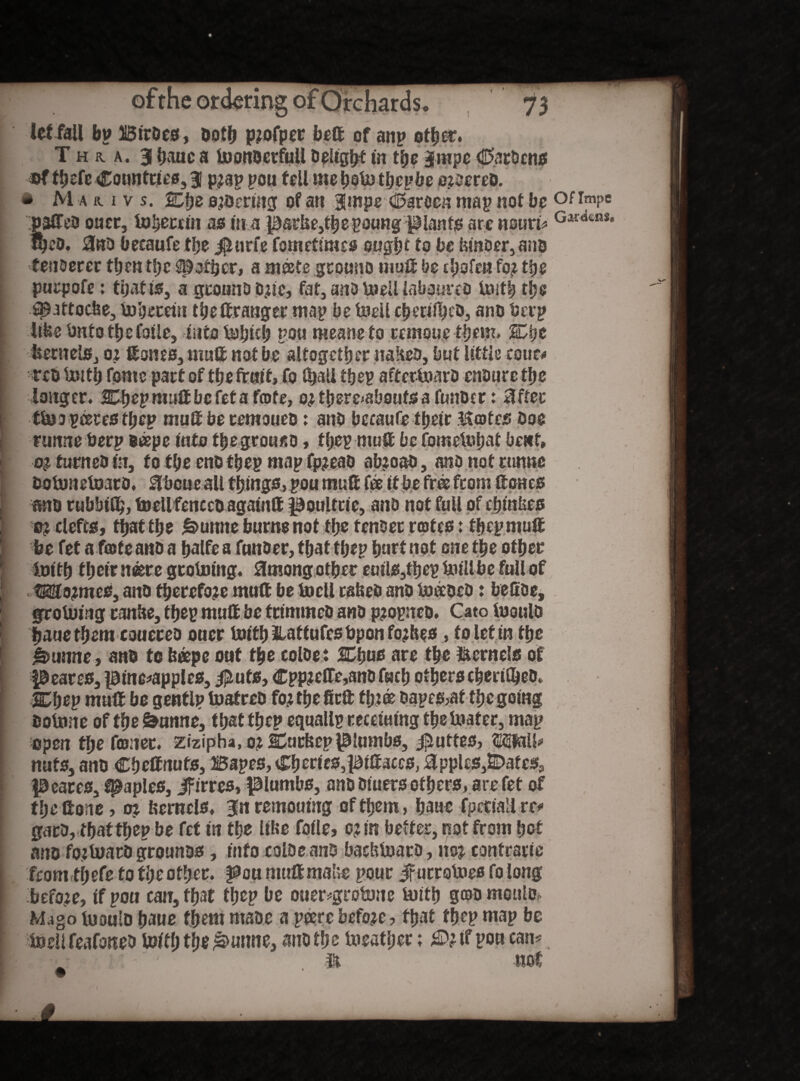 of the ordering of Orchards. 73
let fall by Birdes, doth prosper best of any other.
THRA. I haue a wonderfull delight in the Impe Gardens
of these Countries, I pray you tell me how they be ordered.
MARIVS. The ordering of an Impe Garden may not be
passed ouer, wherein as in a Parke, the young Plants are nouri-
shed. And because the Nurse sometimes ought to be kinder, and
tenderer then the Mother, a meete ground must be chosen for the
purpose: that is, a ground drie, fat, and well laboured with the
Mattocke, wherein the stranger may be well cherished, and very
like vnto the soile, into which you meane to remoue them. The
kernels, or stones, must not be altogether naked, but little coue-
red with some part of the fruit, so shall they afterward endure the
longer. They must be set a foote, or there-abouts a sunder: After
two yeeres they must be remoued: and because their Rootes doe
runne very deepe into the ground, they must be somewhat bent,
or turned in, to the end they may spread abroad, and not runne
downeward. Aboue all things, you must see it be free from stones
and rubbish, well fenced against Poultrie, and not full of chinkes
or clefts, that the Sunne burne not the tender rootes: they must
be set a foote and a halfe a sunder, that they hurt not one the other
with their neere growing. Among other euils, they will be full of
Wormes, and therefore must be well raked and weeded: beside,
growing ranke, they must be trimmed and propned. Cato would
haue them couered ouer with Lattuses vpon forkes, to let in the
Sunne, and to keepe out the colde: Thus are the Kernels of
Peares, Pine-apples, Nuts, Cypresse, and such others cherished.
They must be gently watred for the first three dayes, at the going
downe of the Sunne, that they equally receiuing the water, may
open the sooner. Zizipha, or Turkey Plumbs, Nuttes, Wall-
nuts, and Chestnuts, Bayes, Cheries, Pistaces, Apples, Dates,
Peares, Maples, Firres, Plumbs, and diuers others, are set of
the stone, or kernels. In remouing of them, haue speciall re-
gard, that they be set in the like soile, or in better, not from hot
and forward grounds, into colde and backward, nor contrarie
from these to the other. You must make your Furrowes so long
before, if you can, that they be ouer-growne with good mould.
Mago would haue them made a yeere before, that they may be
well seasoned with the Sunne, and the weather: Or if you can-
K not
Of Impe
Gardens.